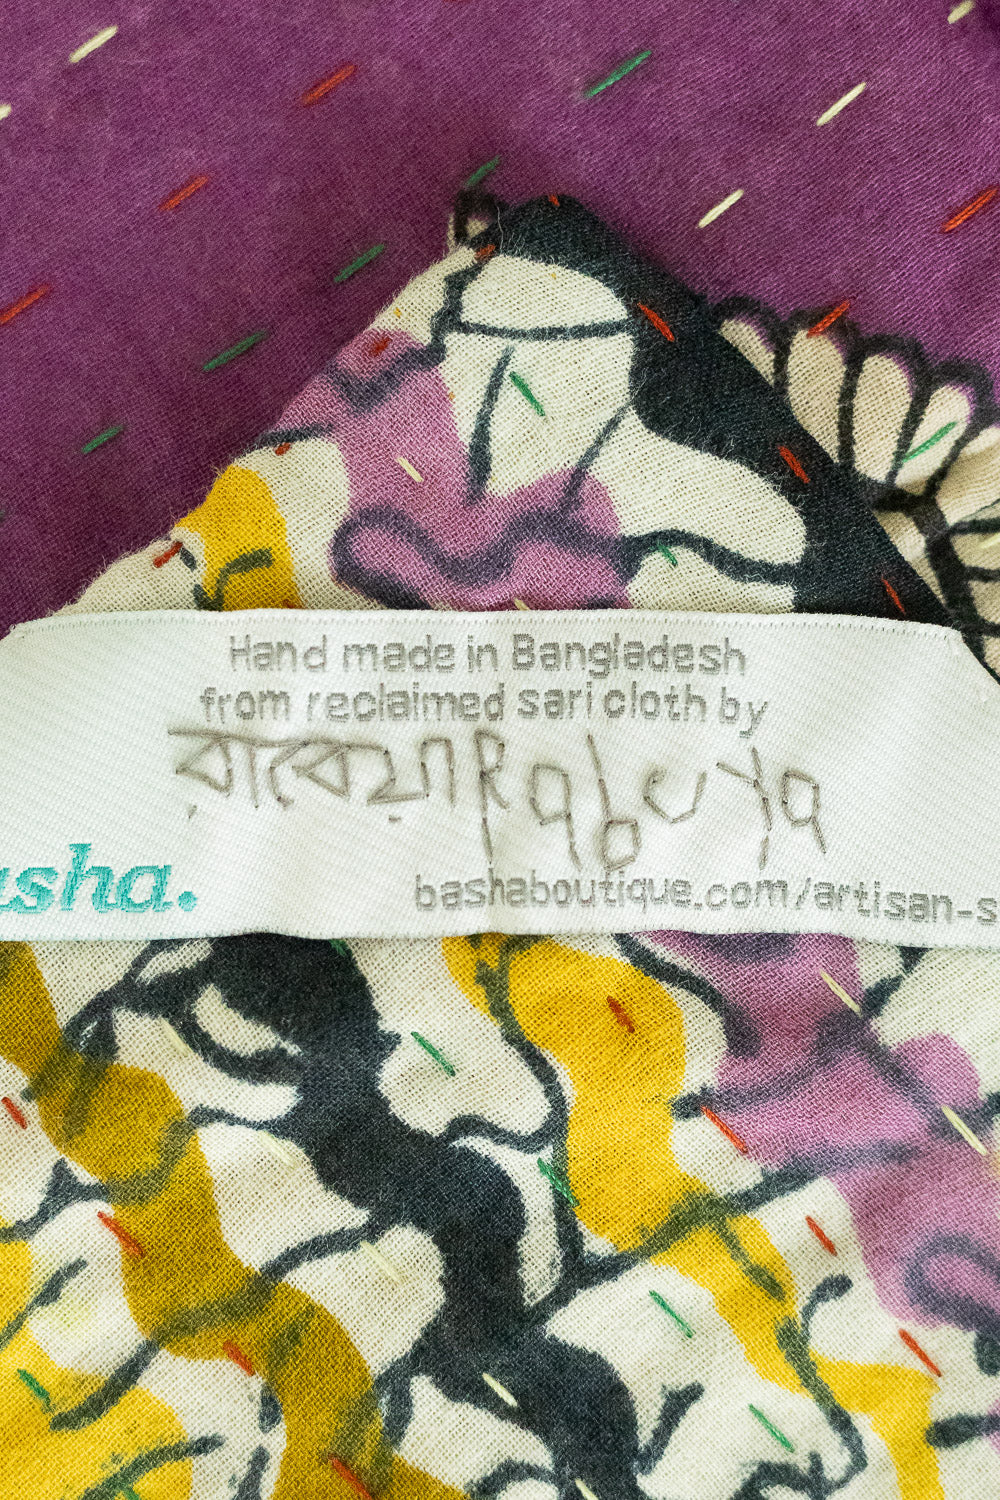 Hand made in Bangladesh
from reclaimed sari cloth by
রাবেয়া Rabeya
asha.
bashaboutique.com/artisan-s